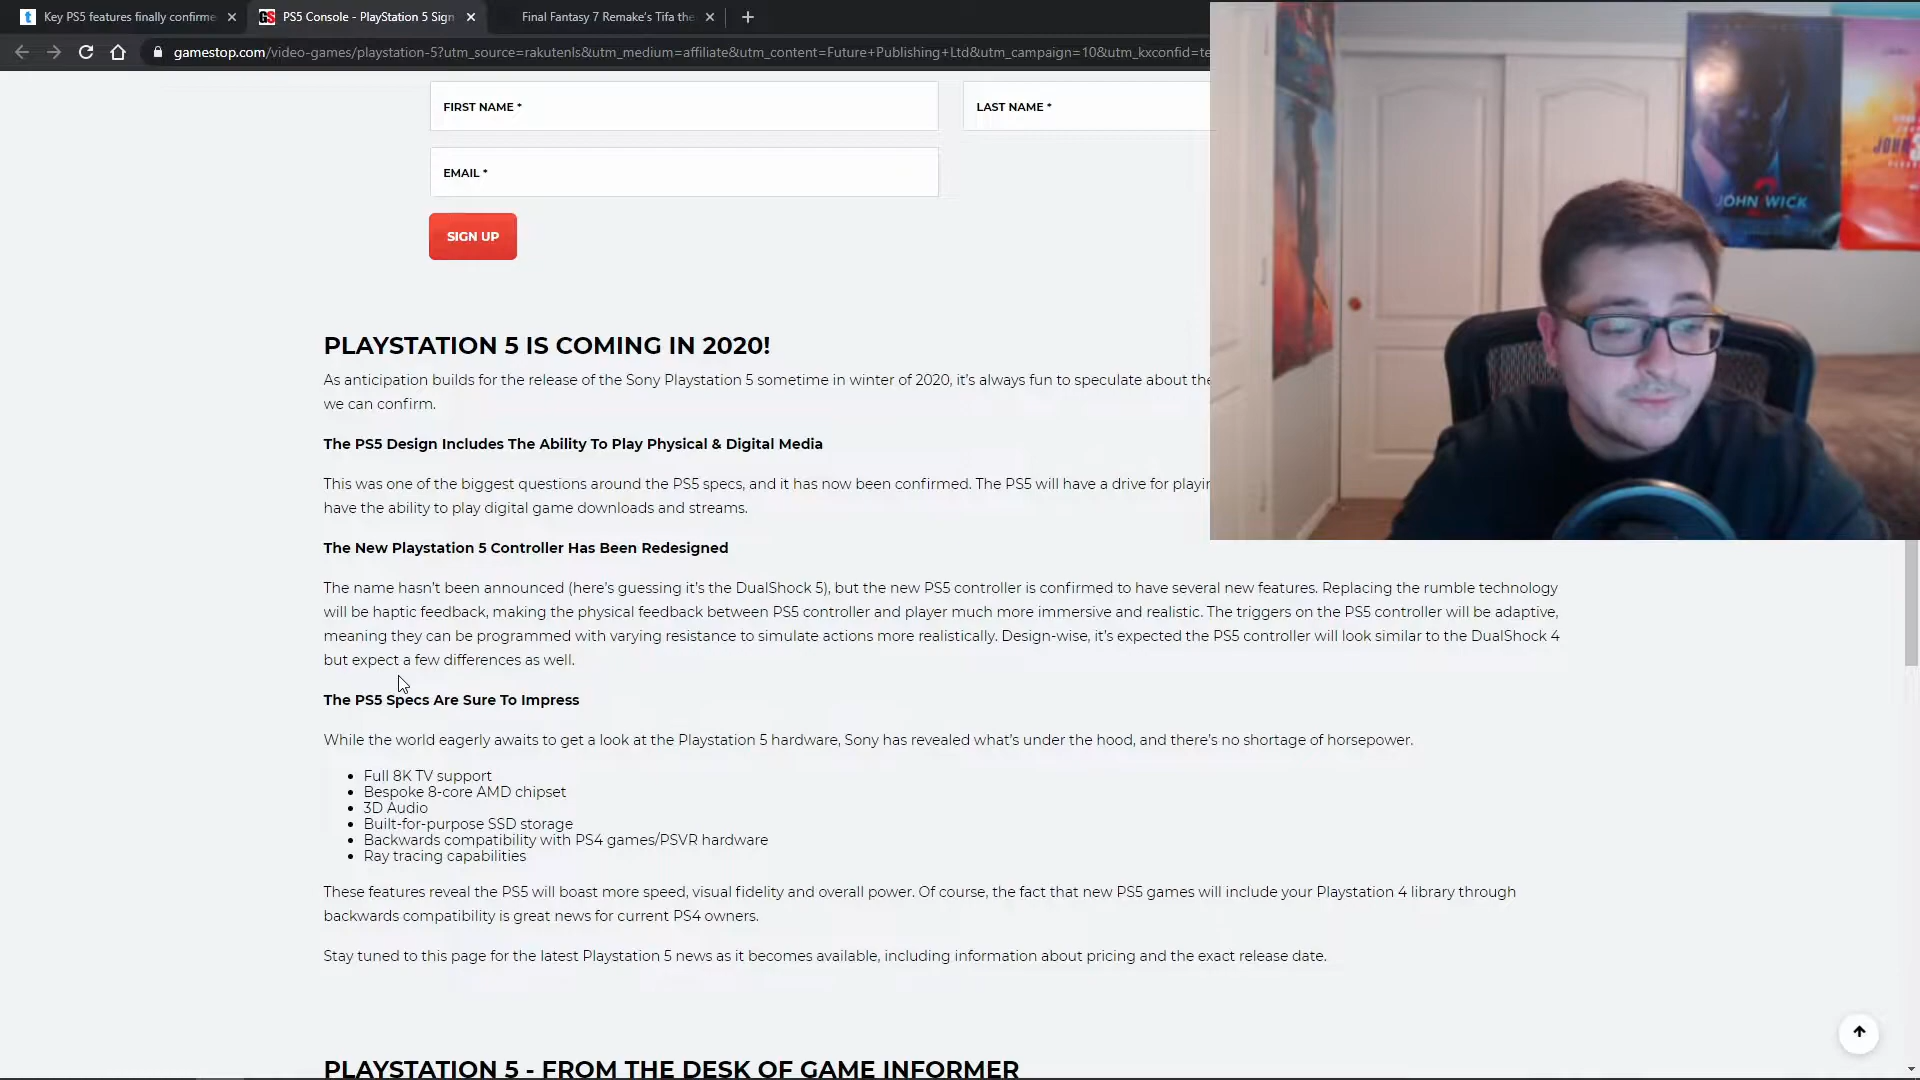 Key PS5 features finally confirme
PS5 Console - PlayStation 5 Sign
Final Fantasy 7 Remake's Tifa the
gamestop.com/video-games/playstation-5?utm_source=rakutenls&utm_medium=affiliate&utm_content=Future+Publishing+Ltd&utm_campaign=10&utm_kxconfid=te
FIRST NAME *
LAST NAME *
EMAIL *
SIGN UP
JOHN WICK
PLAYSTATION 5 IS COMING IN 2020!
As anticipation builds for the release of the Sony Playstation 5 sometime in winter of 2020, it's always fun to speculate about the
we can confirm.
The PS5 Design Includes The Ability To Play Physical & Digital Media
This was one of the biggest questions around the PS5 specs, and it has now been confirmed. The PS5 will have a drive for playin
have the ability to play digital game downloads and streams.
The New Playstation 5 Controller Has Been Redesigned
The name hasn't been announced (here's guessing it's the DualShock 5), but the new PS5 controller is confirmed to have several new features. Replacing the rumble technology
will be haptic feedback, making the physical feedback between PS5 controller and player much more immersive and realistic. The triggers on the PS5 controller will be adaptive,
meaning they can be programmed with varying resistance to simulate actions more realistically. Design-wise, it's expected the PS5 controller will look similar to the DualShock 4
but expect a few differences as well.
The PS5 Specs Are Sure To Impress
While the world eagerly awaits to get a look at the Playstation 5 hardware, Sony has revealed what's under the hood, and there's no shortage of horsepower.
• Full 8K TV support
• Bespoke 8-core AMD chipset
• 3D Audio
• Built-for-purpose SSD storage
• Backwards compatibility with PS4 games/PSVR hardware
• Ray tracing capabilities
These features reveal the PS5 will boast more speed, visual fidelity and overall power. Of course, the fact that new PS5 games will include your Playstation 4 library through
backwards compatibility is great news for current PS4 owners.
Stay tuned to this page for the latest Playstation 5 news as it becomes available, including information about pricing and the exact release date.
PLAYSTATION 5 - FROM THE DESK OF GAME INFORMER